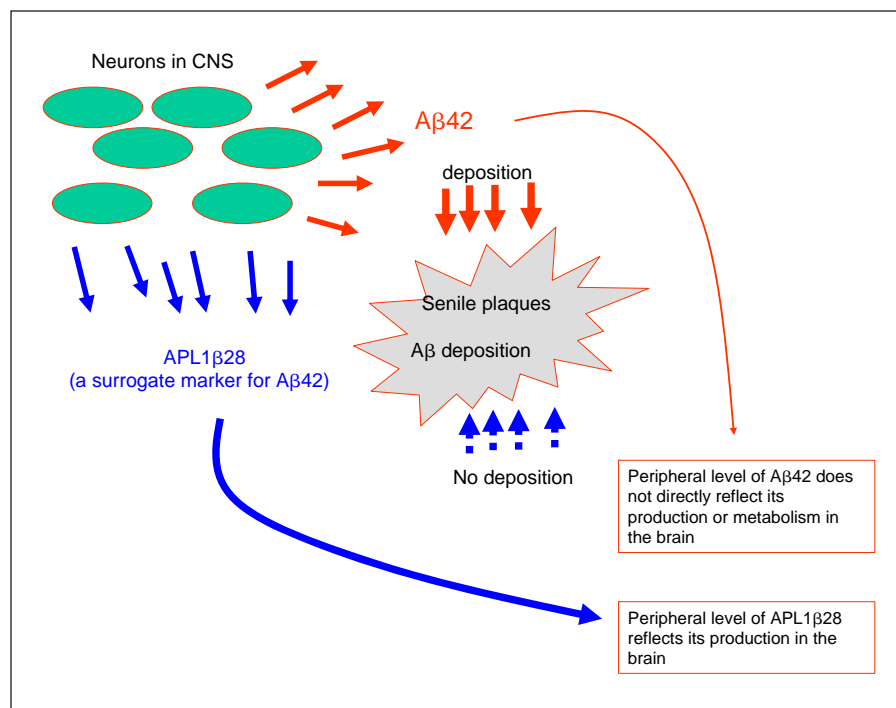 Neurons in CNS
Aβ42
deposition
Senile plaques
Aβ deposition
APL1β28
(a surrogate marker for Aβ42)
No deposition
Peripheral level of Aβ42 does
not directly reflect its
production or metabolism in
the brain
Peripheral level of APL1β28
reflects its production in the
brain